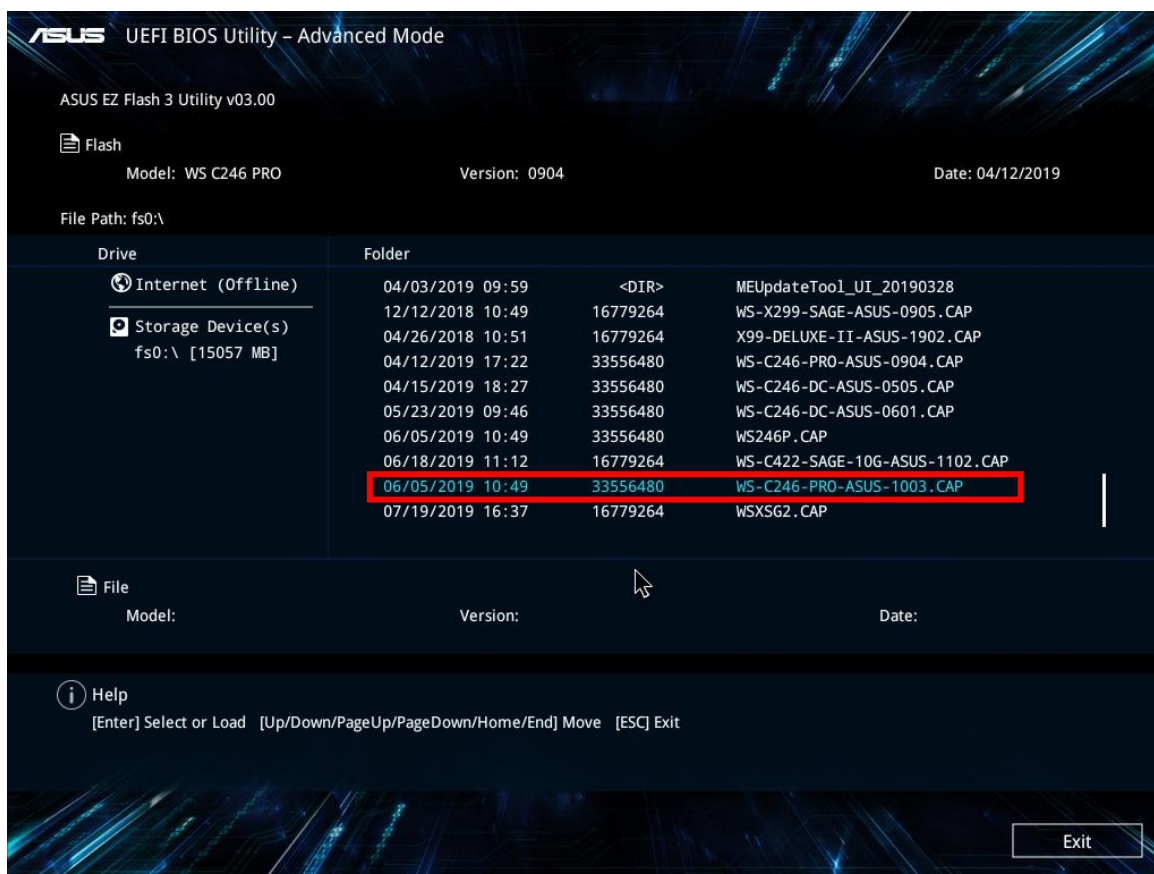 ASUS UEFI BIOS Utility – Advanced Mode
ASUS EZ Flash 3 Utility v03.00
Flash
Model: WS C246 PRO Version: 0904 Date: 04/12/2019
File Path: fs0:\
Drive Folder
Internet (Offline)
Storage Device(s)
fs0:\ [15057 MB]
04/03/2019 09:59 <DIR> MEUpdateTool_UI_20190328
12/12/2018 10:49 16779264 WS-X299-SAGE-ASUS-0905.CAP
04/26/2018 10:51 16779264 X99-DELUXE-II-ASUS-1902.CAP
04/12/2019 17:22 33556480 WS-C246-PRO-ASUS-0904.CAP
04/15/2019 18:27 33556480 WS-C246-DC-ASUS-0505.CAP
05/23/2019 09:46 33556480 WS-C246-DC-ASUS-0601.CAP
06/05/2019 10:49 33556480 WS246P.CAP
06/18/2019 11:12 16779264 WS-C422-SAGE-10G-ASUS-1102.CAP
06/05/2019 10:49 33556480 WS-C246-PRO-ASUS-1003.CAP
07/19/2019 16:37 16779264 WSXSG2.CAP
File
Model: Version: Date:
Help
[Enter] Select or Load [Up/Down/PageUp/PageDown/Home/End] Move [ESC] Exit
Exit